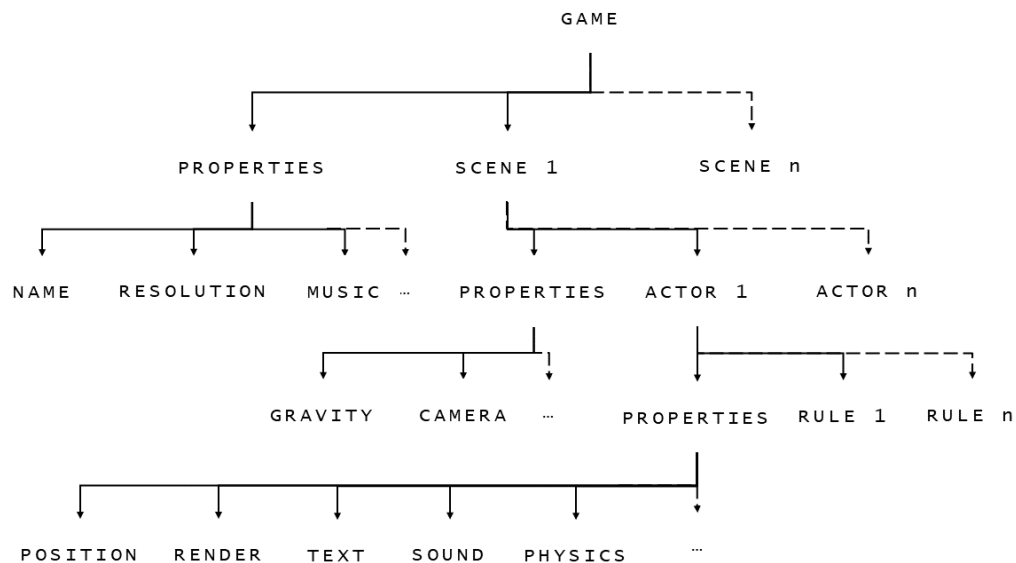 GAME
PROPERTIES SCENE 1 SCENE n
NAME RESOLUTION MUSIC ... PROPERTIES ACTOR 1 ACTOR n
GRAVITY CAMERA ... PROPERTIES RULE 1 RULE n
POSITION RENDER TEXT SOUND PHYSICS ...